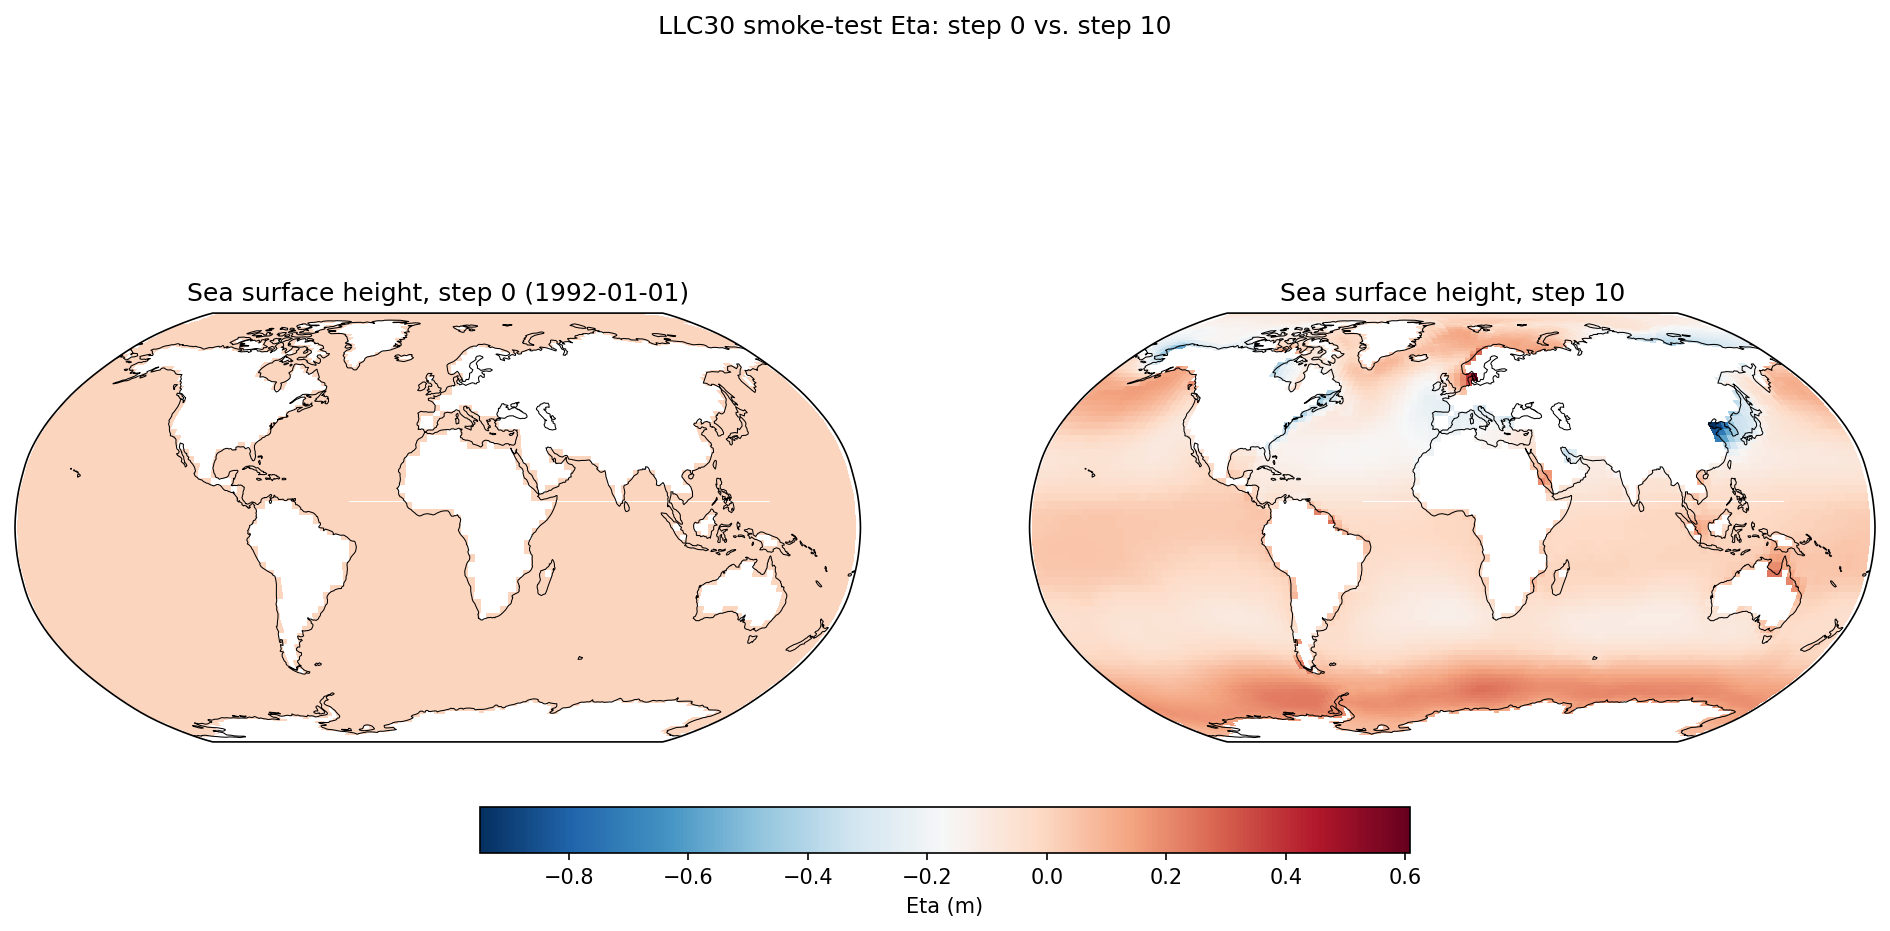 LLC30 smoke-test Eta: step 0 vs. step 10
Sea surface height, step 0 (1992-01-01)
Sea surface height, step 10
−0.8 −0.6 −0.4 −0.2 0.0 0.2 0.4 0.6
Eta (m)